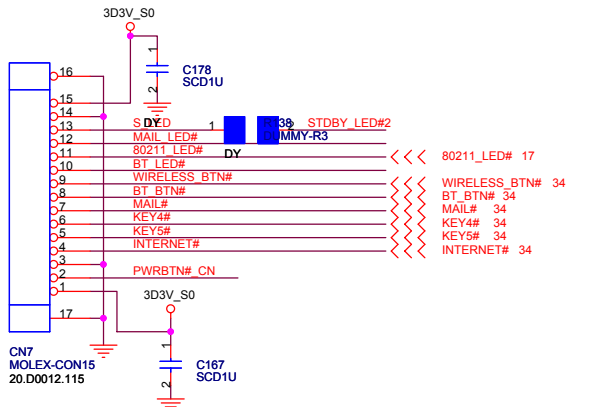 3D3V_S0
1
C178
SCD1U
2
16
15
14
13
12
11
10
9
8
7
6
5
4
3
2
1
17
S_LED
DY
1
2
STDBY_LED#2
MAIL_LED#
DY
80211_LED#
80211_LED# 17
BT_LED#
WIRELESS_BTN#
WIRELESS_BTN# 34
BT_BTN#
BT_BTN# 34
MAIL#
MAIL# 34
KEY4#
KEY4# 34
KEY5#
KEY5# 34
INTERNET#
INTERNET# 34
PWRBTN#_CN
3D3V_S0
1
C167
SCD1U
2
CN7
MOLEX-CON15
20.D0012.115